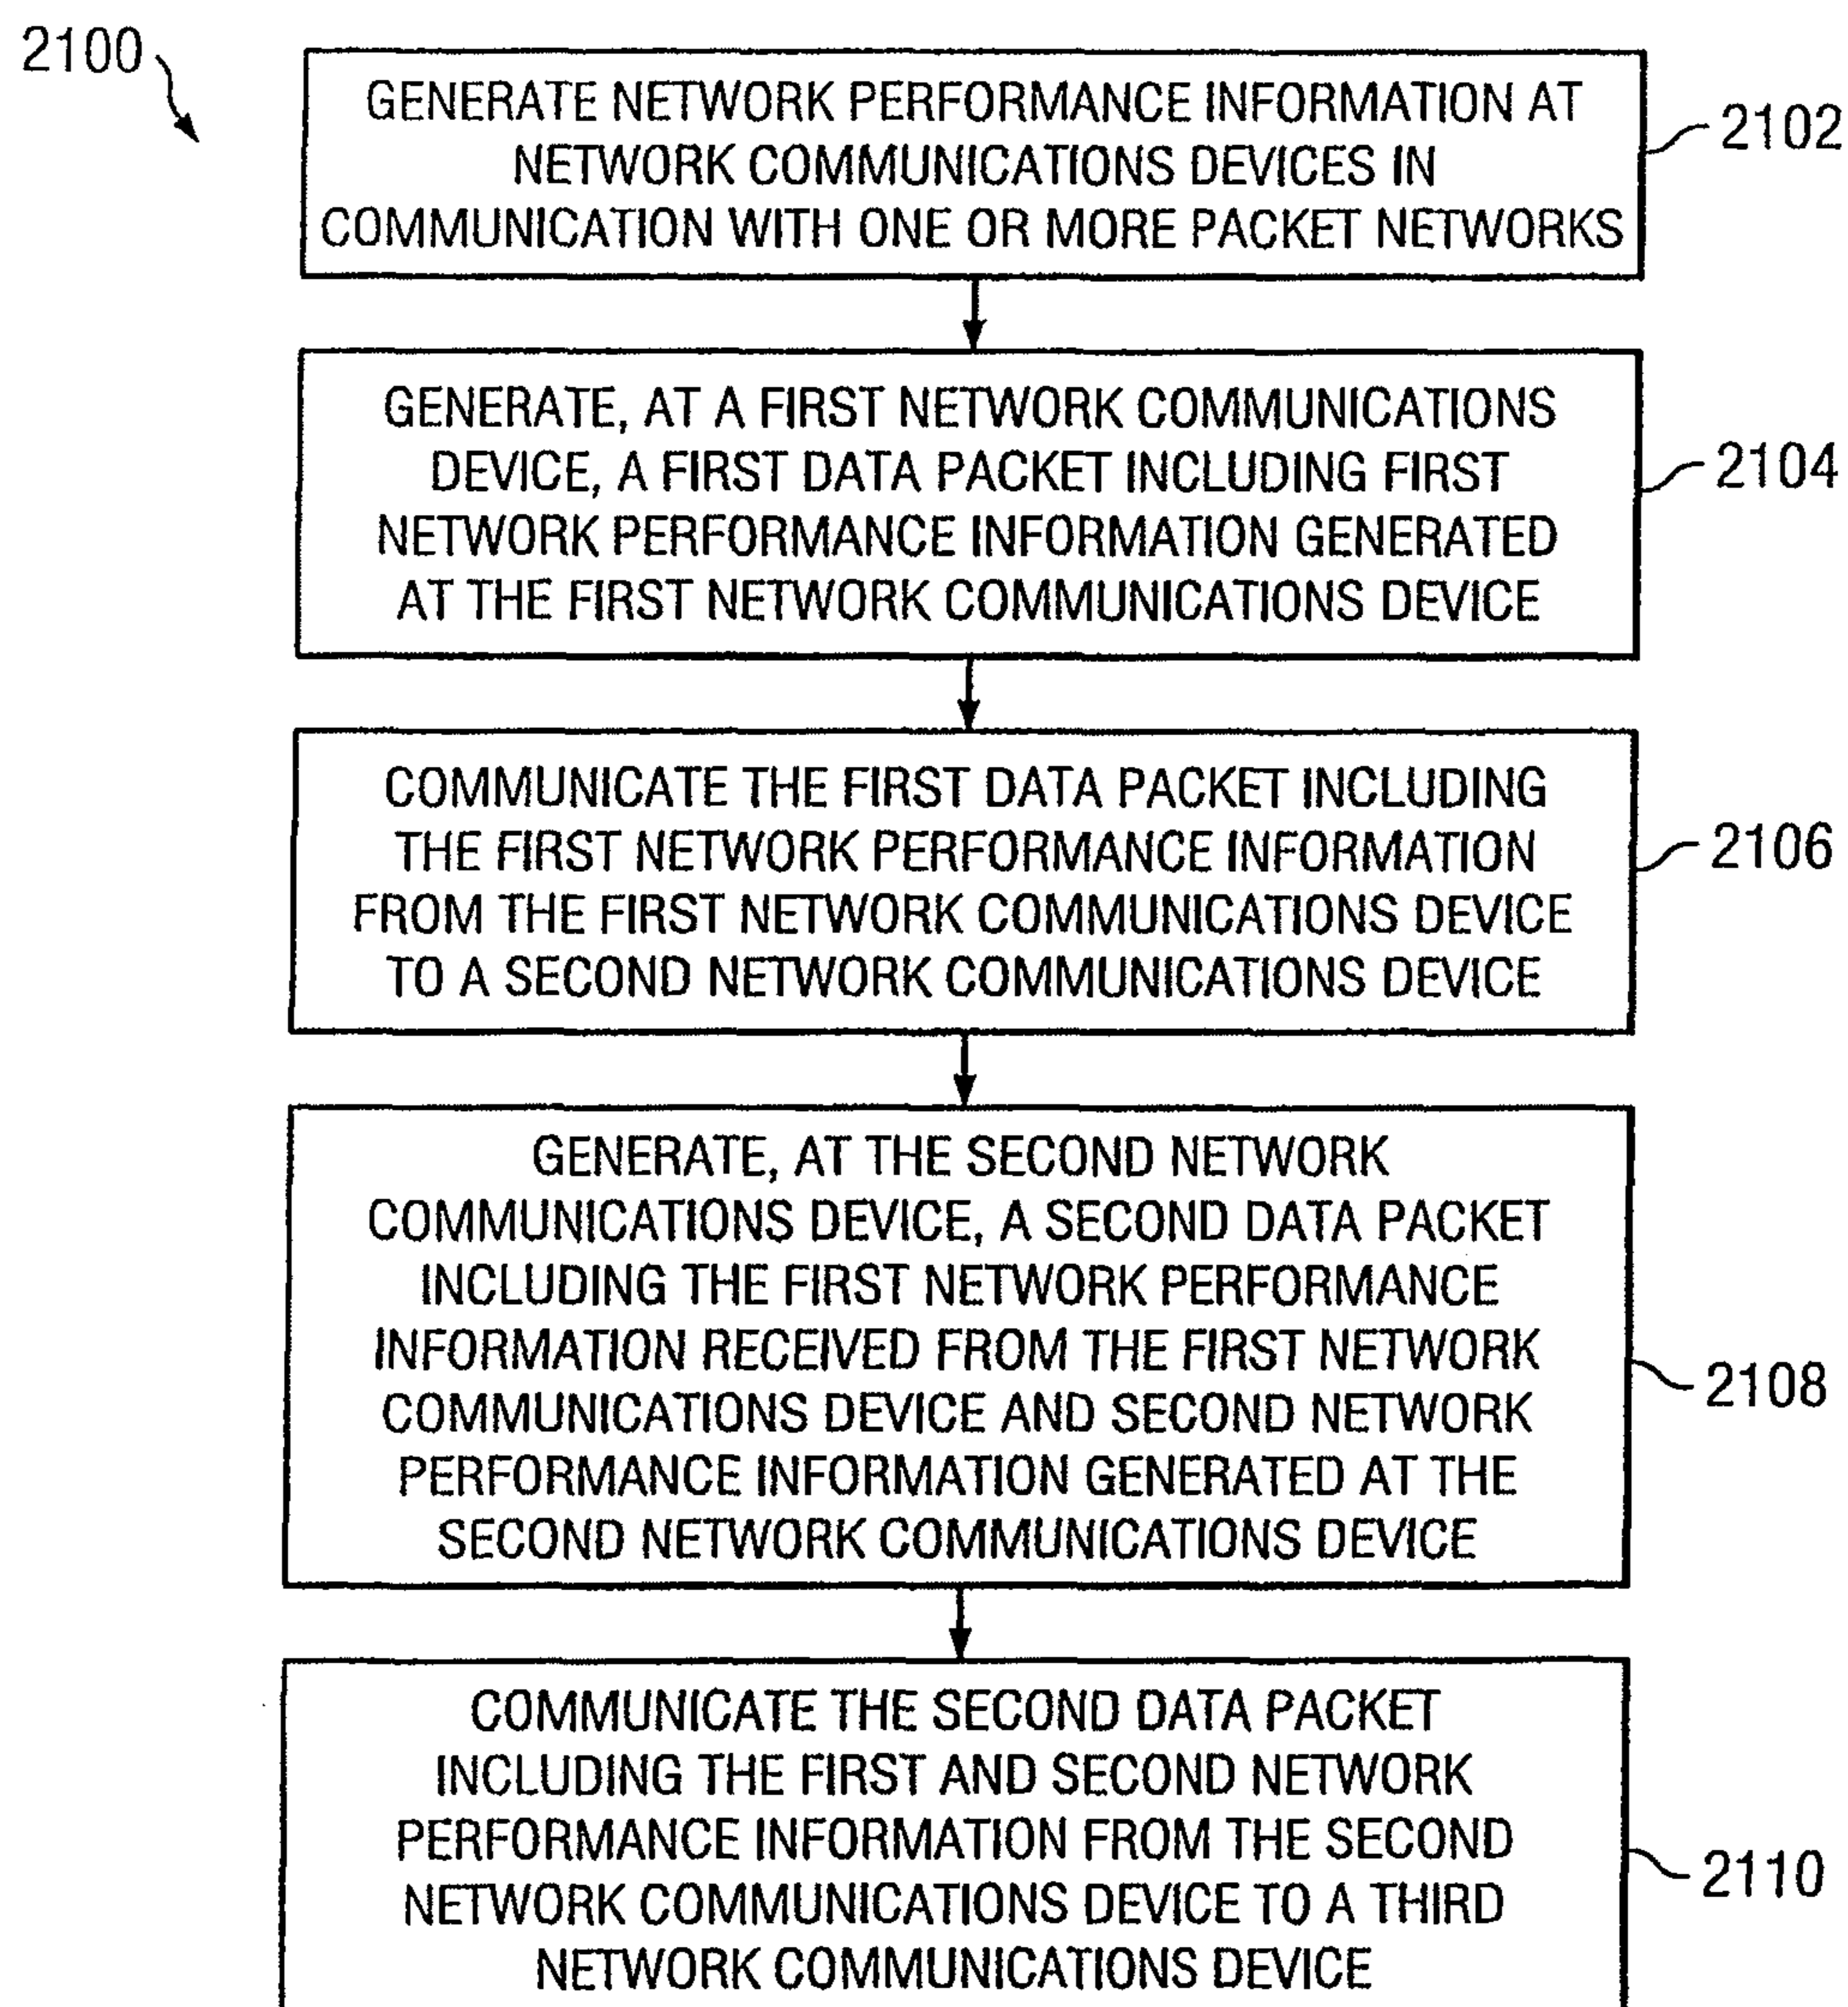 2100
GENERATE NETWORK PERFORMANCE INFORMATION AT
NETWORK COMMUNICATIONS DEVICES IN
COMMUNICATION WITH ONE OR MORE PACKET NETWORKS
2102
GENERATE, AT A FIRST NETWORK COMMUNICATIONS
DEVICE, A FIRST DATA PACKET INCLUDING FIRST
NETWORK PERFORMANCE INFORMATION GENERATED
AT THE FIRST NETWORK COMMUNICATIONS DEVICE
2104
COMMUNICATE THE FIRST DATA PACKET INCLUDING
THE FIRST NETWORK PERFORMANCE INFORMATION
FROM THE FIRST NETWORK COMMUNICATIONS DEVICE
TO A SECOND NETWORK COMMUNICATIONS DEVICE
2106
GENERATE, AT THE SECOND NETWORK
COMMUNICATIONS DEVICE, A SECOND DATA PACKET
INCLUDING THE FIRST NETWORK PERFORMANCE
INFORMATION RECEIVED FROM THE FIRST NETWORK
COMMUNICATIONS DEVICE AND SECOND NETWORK
PERFORMANCE INFORMATION GENERATED AT THE
SECOND NETWORK COMMUNICATIONS DEVICE
2108
COMMUNICATE THE SECOND DATA PACKET
INCLUDING THE FIRST AND SECOND NETWORK
PERFORMANCE INFORMATION FROM THE SECOND
NETWORK COMMUNICATIONS DEVICE TO A THIRD
NETWORK COMMUNICATIONS DEVICE
2110